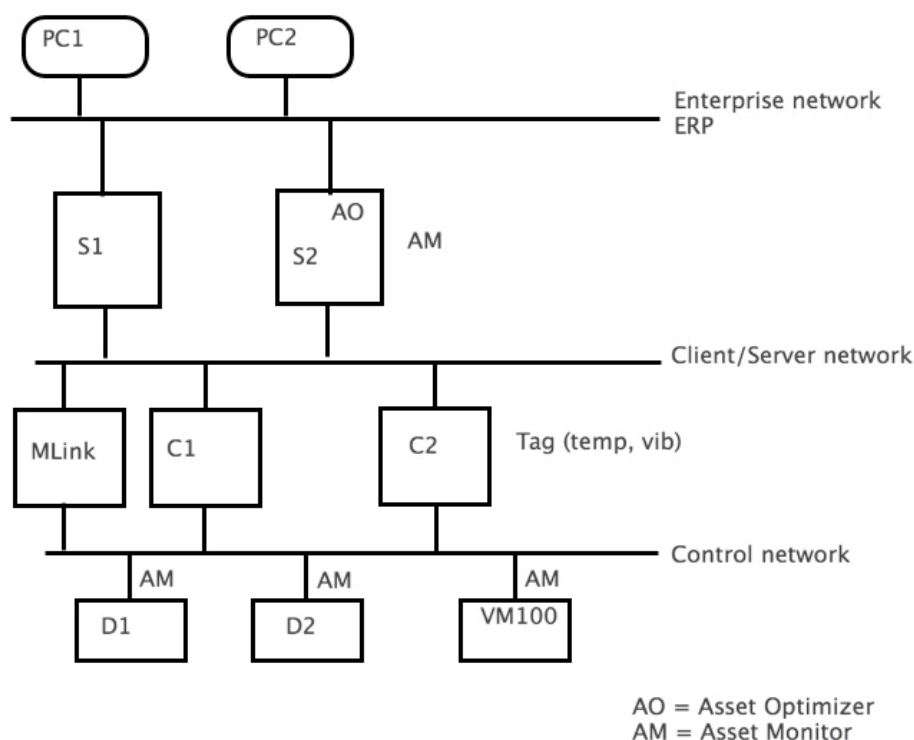 PC1
PC2
Enterprise network
ERP
S1
AO
S2
AM
Client/Server network
MLink
C1
C2
Tag (temp, vib)
Control network
AM
AM
AM
D1
D2
VM100
AO = Asset Optimizer
AM = Asset Monitor